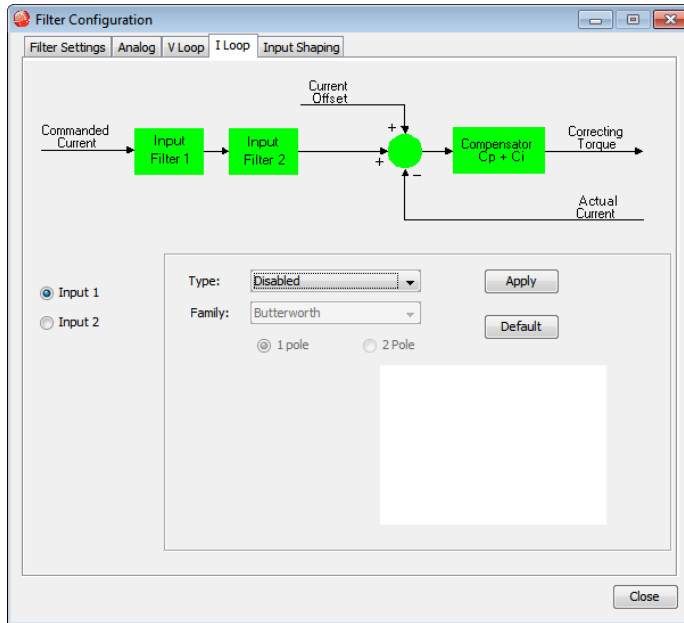 Filter Configuration
Filter Settings Analog V Loop I Loop Input Shaping
Current
Offset
Commanded
Current
Input
Filter 1
Input
Filter 2
+
+
−
Compensator
Cp + Ci
Correcting
Torque
Actual
Current
Input 1
Input 2
Type: Disabled Apply
Family: Butterworth
Default
1 pole 2 Pole
Close